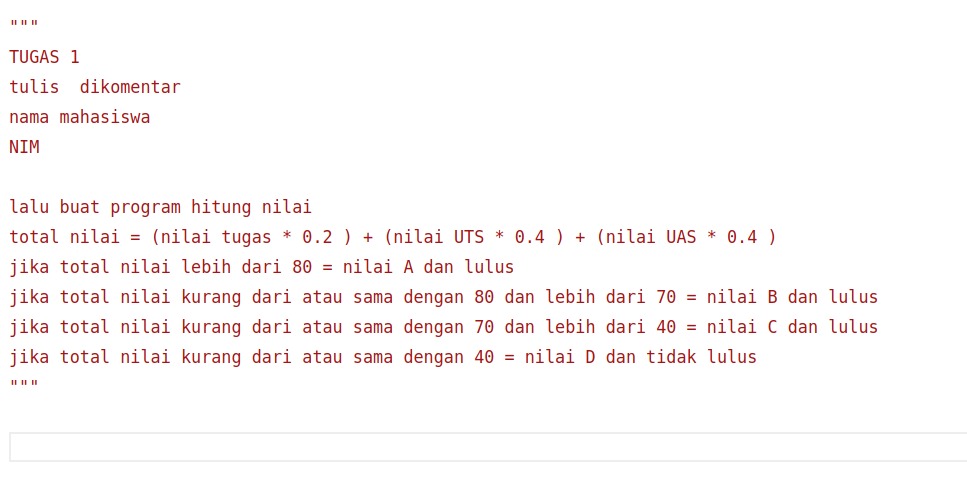 """
TUGAS 1
tulis  dikomentar
nama mahasiswa
NIM

lalu buat program hitung nilai
total nilai = (nilai tugas * 0.2 ) + (nilai UTS * 0.4 ) + (nilai UAS * 0.4 )
jika total nilai lebih dari 80 = nilai A dan lulus
jika total nilai kurang dari atau sama dengan 80 dan lebih dari 70 = nilai B dan lulus
jika total nilai kurang dari atau sama dengan 70 dan lebih dari 40 = nilai C dan lulus
jika total nilai kurang dari atau sama dengan 40 = nilai D dan tidak lulus
"""